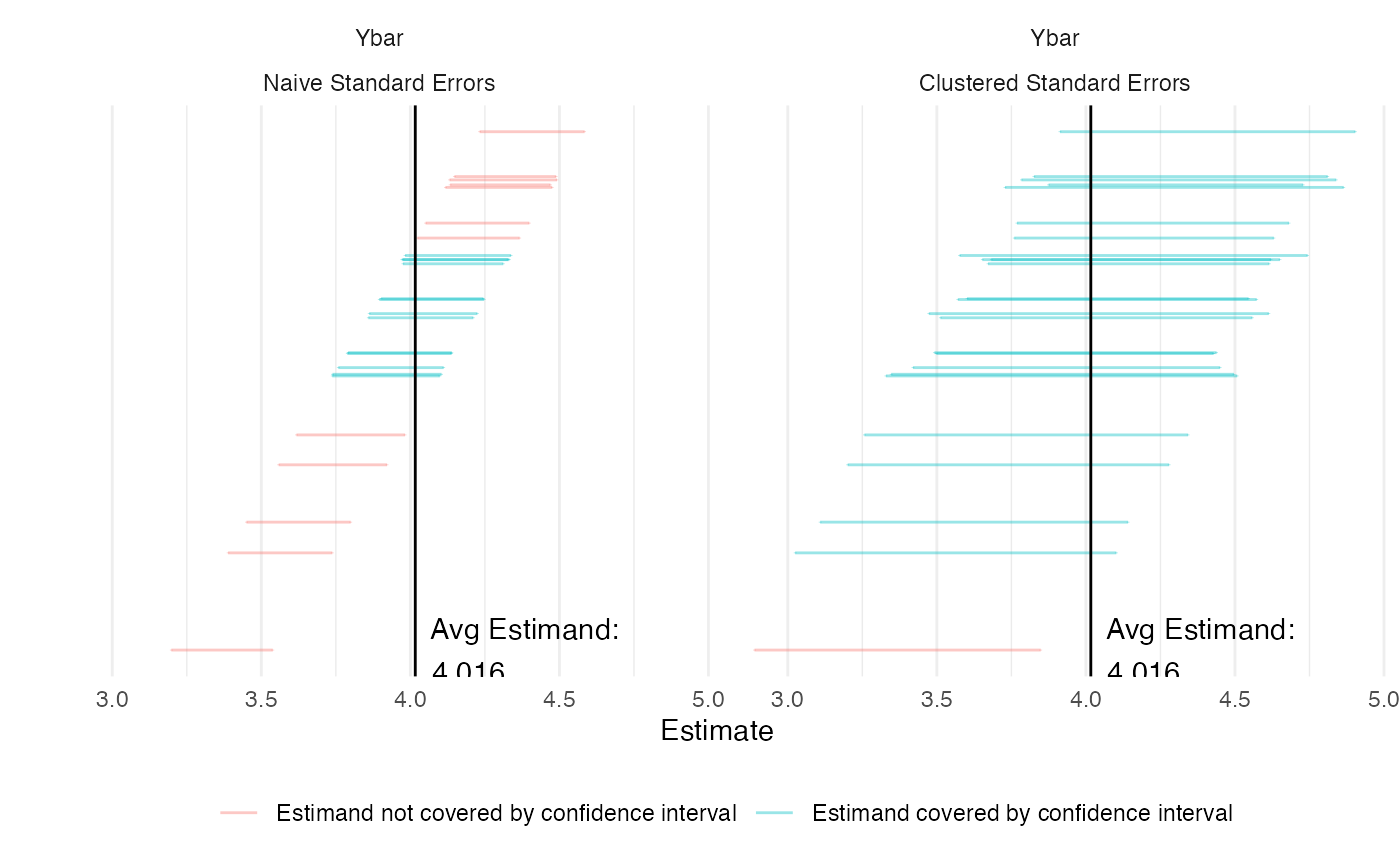 Ybar
Ybar
Naive Standard Errors
Clustered Standard Errors
Avg Estimand:
4.016
Avg Estimand:
4.016
3.0 3.5 4.0 4.5 5.0
3.0 3.5 4.0 4.5 5.0
Estimate
Estimand not covered by confidence interval
Estimand covered by confidence interval